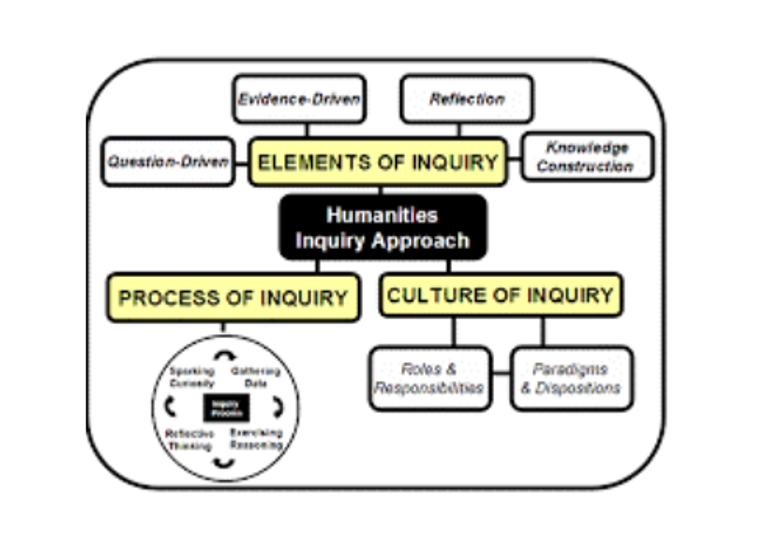 Evidence-Driven
Reflection
Question-Driven
ELEMENTS OF INQUIRY
Knowledge
Construction
Humanities
Inquiry Approach
PROCESS OF INQUIRY
CULTURE OF INQUIRY
Roles &
Responsibilities
Paradigms
& Dispositions
Sparking
Curiosity
Gathering
Data
Inquiry
Process
Reflective
Thinking
Exercising
Reasoning